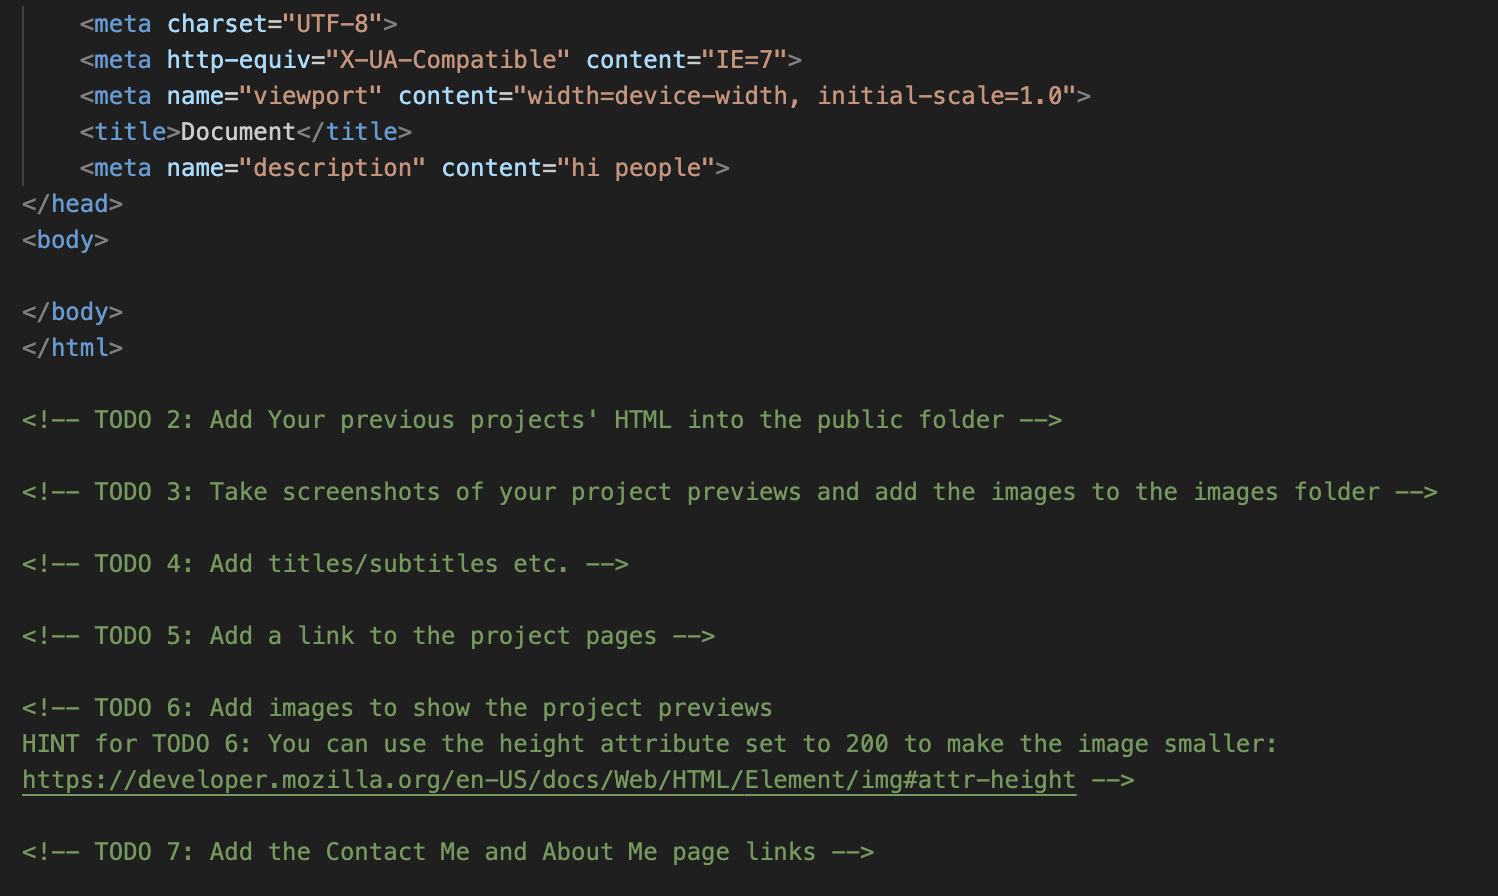 <meta charset="UTF-8">
<meta http-equiv="X-UA-Compatible" content="IE=7">
<meta name="viewport" content="width=device-width, initial-scale=1.0">
<title>Document</title>
<meta name="description" content="hi people">
</head>
<body>
</body>
</html>
<!-- TODO 2: Add Your previous projects' HTML into the public folder -->
<!-- TODO 3: Take screenshots of your project previews and add the images to the images folder -->
<!-- TODO 4: Add titles/subtitles etc. -->
<!-- TODO 5: Add a link to the project pages -->
<!-- TODO 6: Add images to show the project previews
HINT for TODO 6: You can use the height attribute set to 200 to make the image smaller:
https://developer.mozilla.org/en-US/docs/Web/HTML/Element/img#attr-height -->
<!-- TODO 7: Add the Contact Me and About Me page links -->